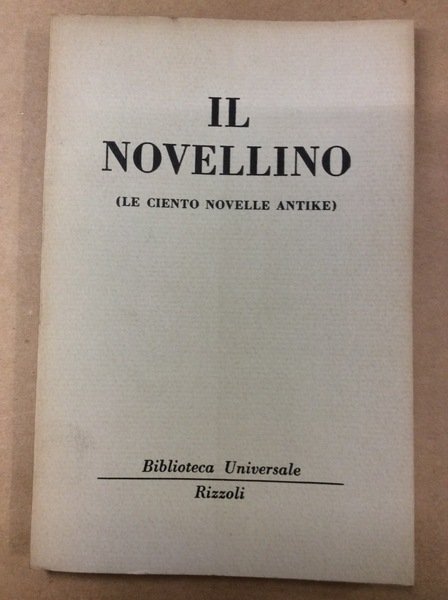 IL
NOVELLINO
(LE CIENTO NOVELLE ANTIKE)
Biblioteca Universale
Rizzoli